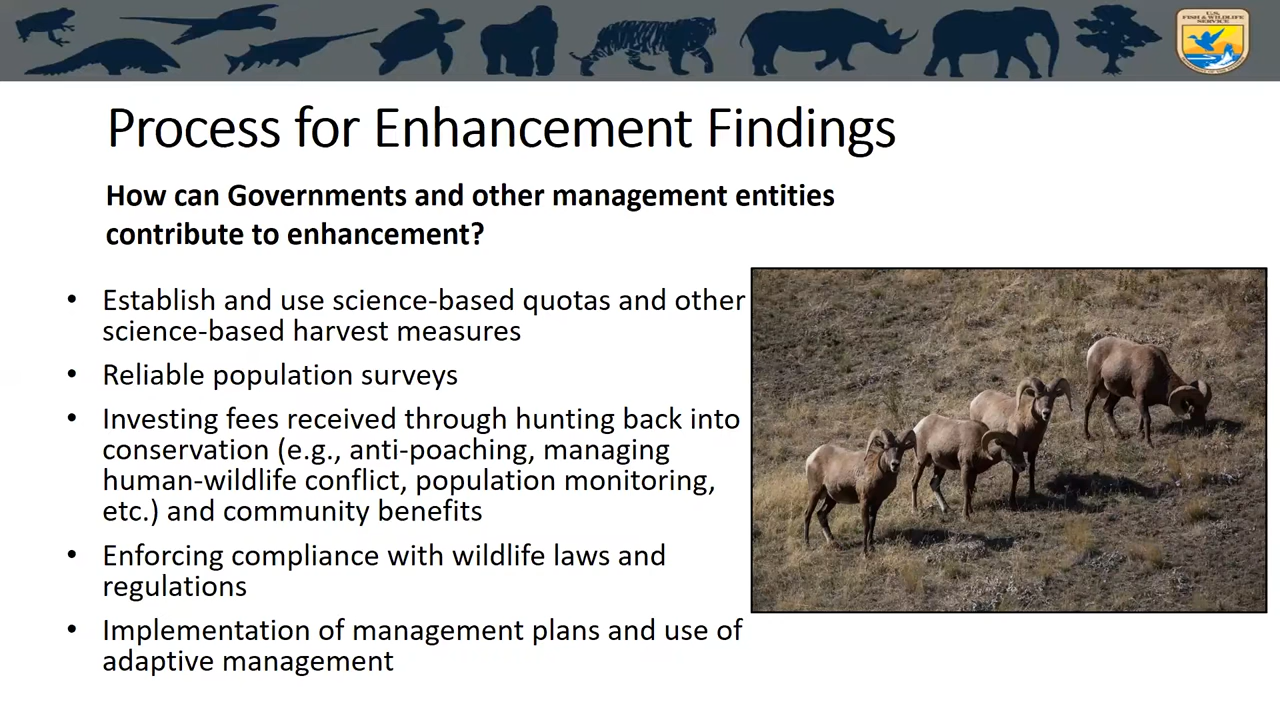 U.S.
FISH & WILDLIFE
SERVICE
Process for Enhancement Findings
How can Governments and other management entities
contribute to enhancement?
• Establish and use science-based quotas and other
science-based harvest measures
• Reliable population surveys
• Investing fees received through hunting back into
conservation (e.g., anti-poaching, managing
human-wildlife conflict, population monitoring,
etc.) and community benefits
• Enforcing compliance with wildlife laws and
regulations
• Implementation of management plans and use of
adaptive management